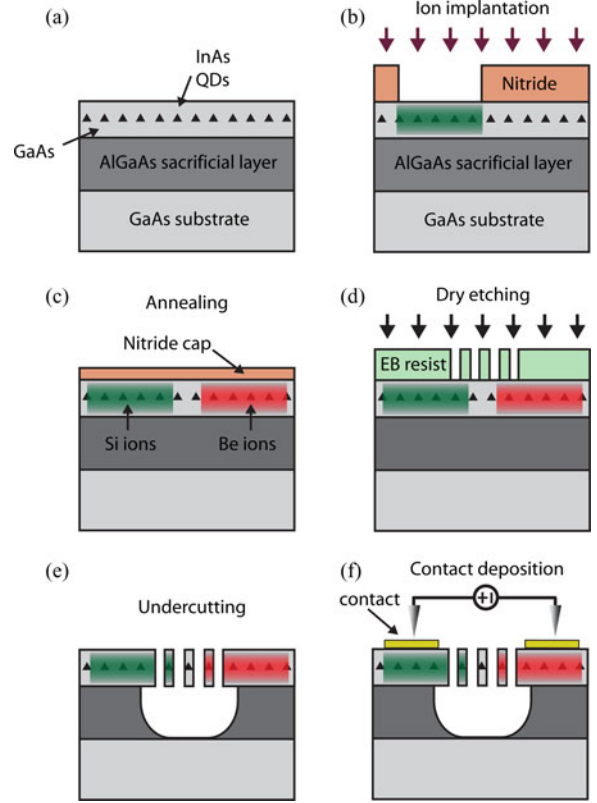 (a)
InAs
QDs
GaAs
AlGaAs sacrificial layer
GaAs substrate
(b)
Ion implantation
Nitride
AlGaAs sacrificial layer
GaAs substrate
(c)
Annealing
Nitride cap
Si ions
Be ions
(d)
Dry etching
EB resist
(e)
Undercutting
(f)
Contact deposition
contact
+I